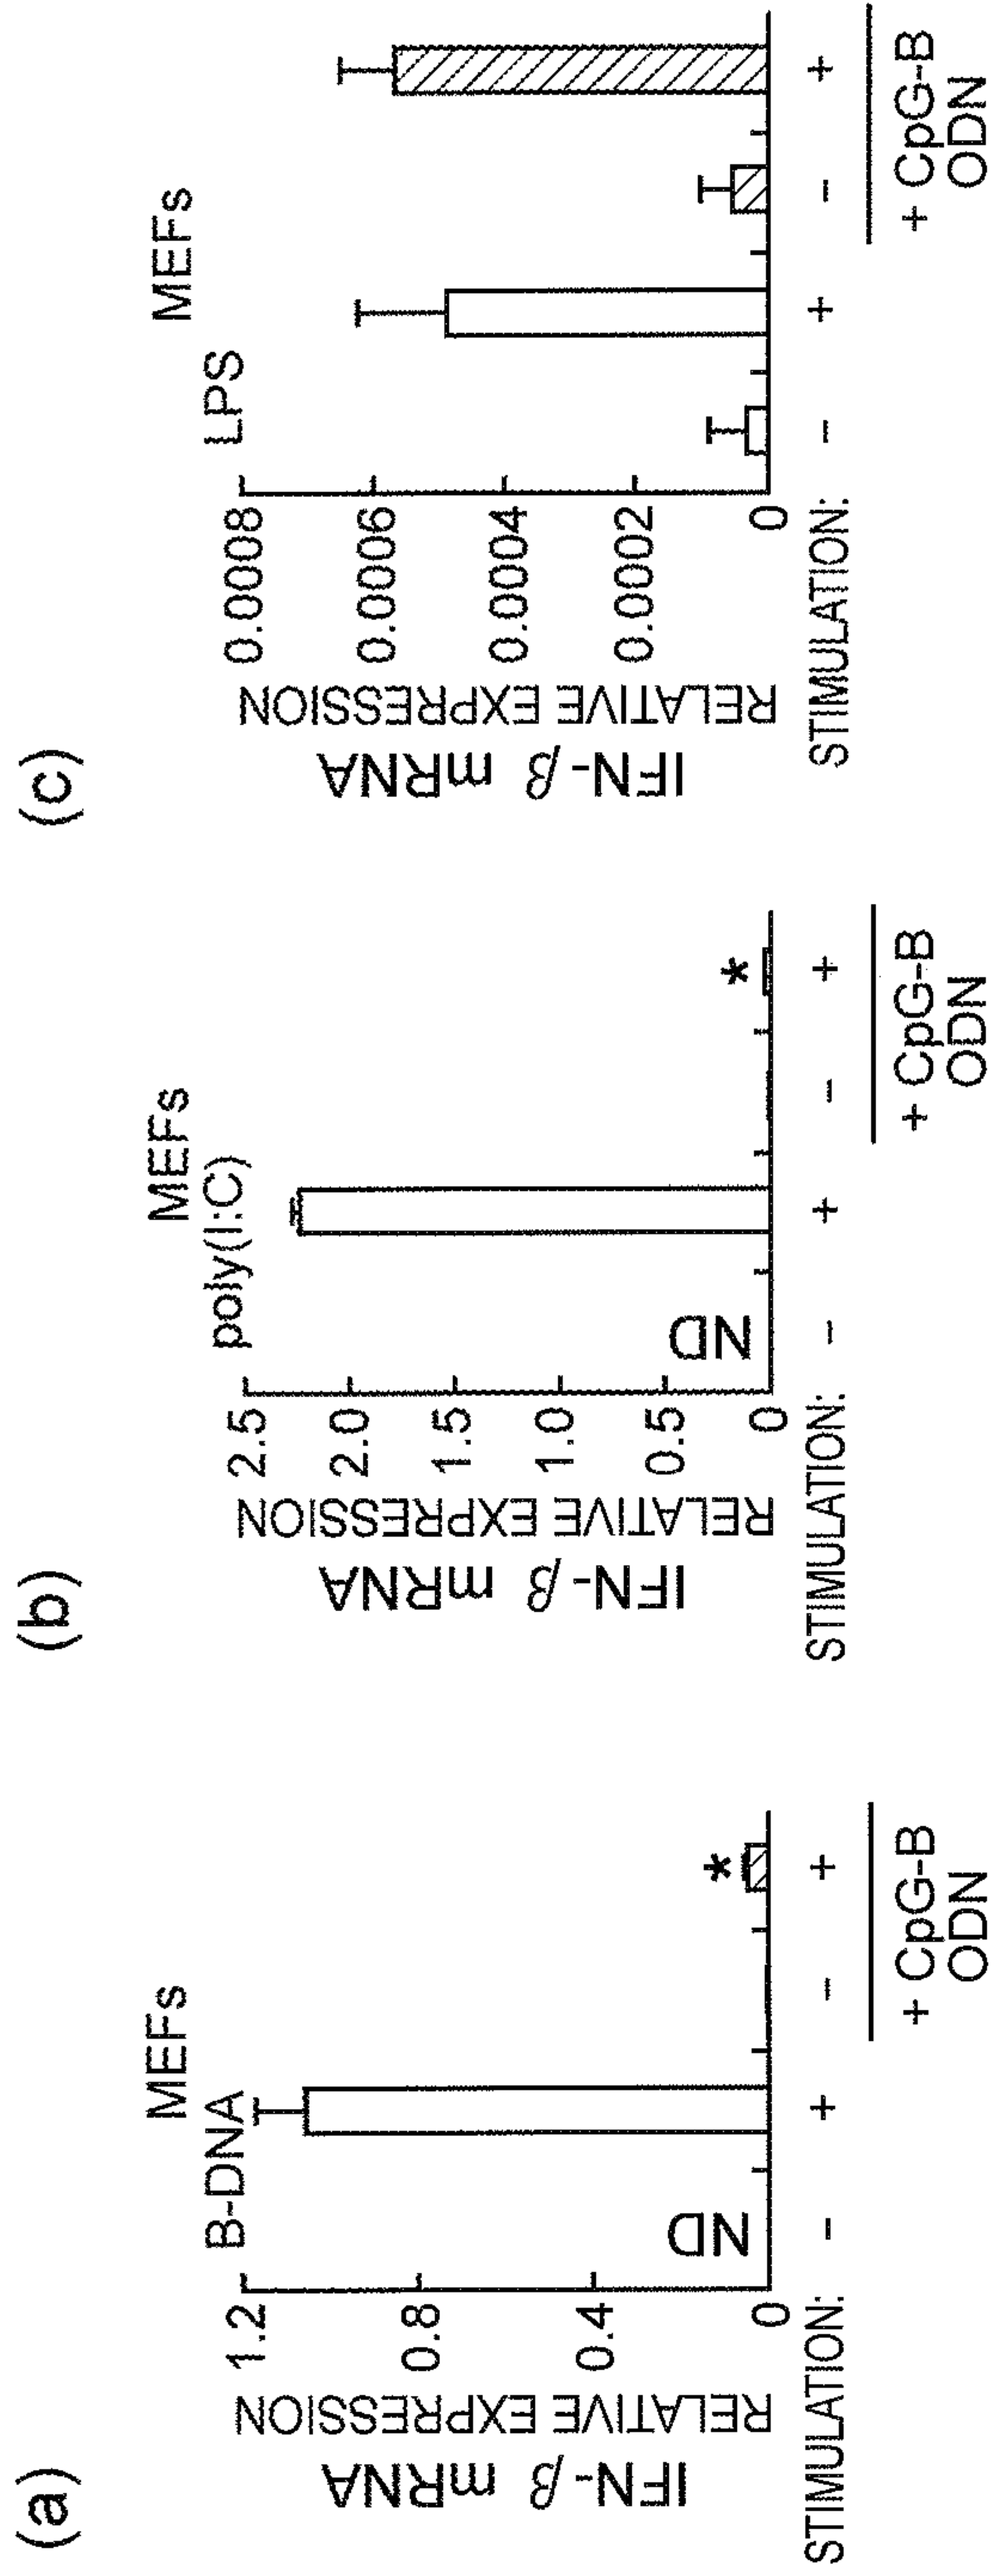 (a)
MEFs
B-DNA
IFN-β mRNA
RELATIVE EXPRESSION
1.2
0.8
0.4
0
ND
*
STIMULATION: − + − +
+ CpG-B
ODN
(b)
MEFs
poly(I:C)
IFN-β mRNA
RELATIVE EXPRESSION
2.5
2.0
1.5
1.0
0.5
0
ND
*
STIMULATION: − + − +
+ CpG-B
ODN
(c)
MEFs
LPS
IFN-β mRNA
RELATIVE EXPRESSION
0.0008
0.0006
0.0004
0.0002
0
STIMULATION: − + − +
+ CpG-B
ODN